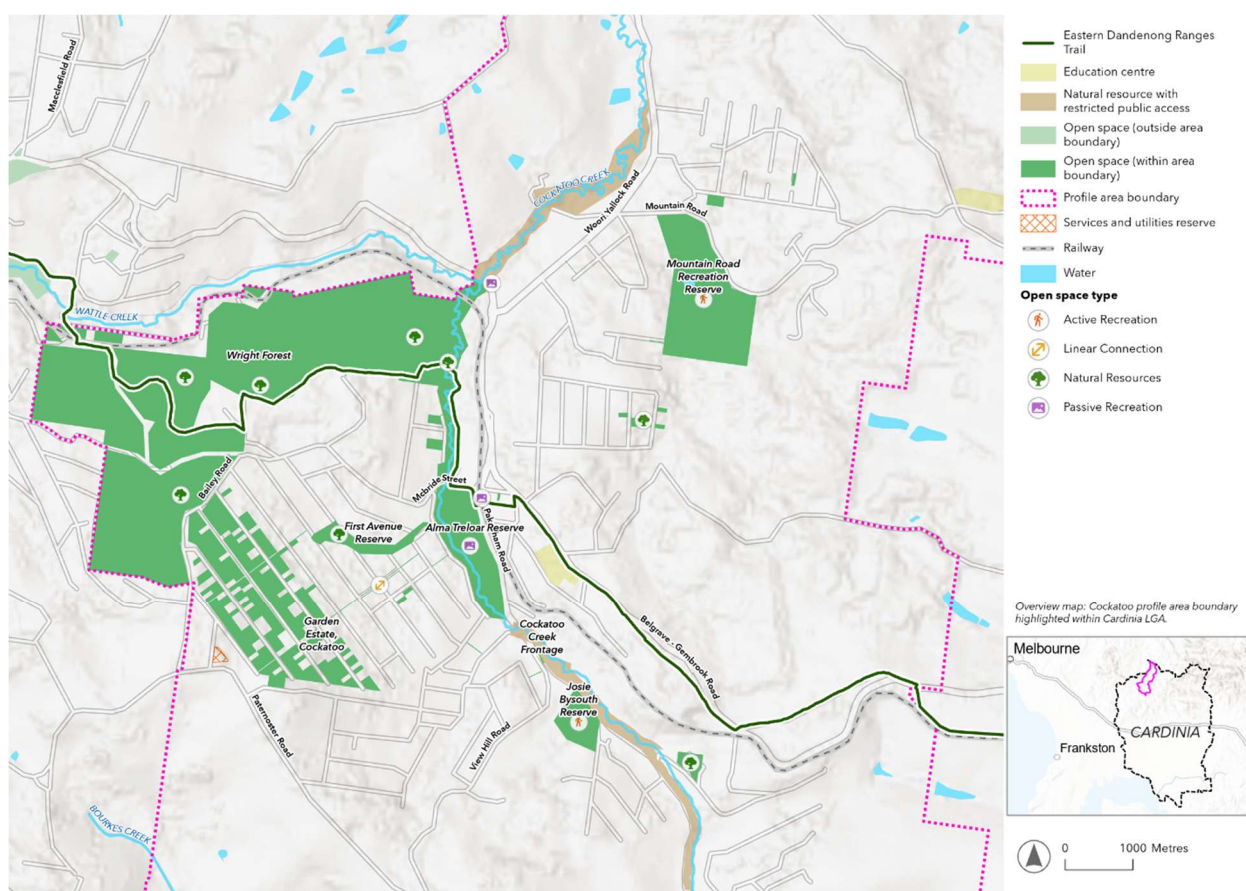 Macclesfield Road
COCKATOO CREEK
Woori Yallock Road
Mountain Road
Mountain Road
Recreation
Reserve
WATTLE CREEK
Wright Forest
Bailey Road
Mcbride Street
First Avenue
Reserve
Alma Treloar Reserve
Pakenham Road
Garden
Estate,
Cockatoo
Cockatoo
Creek
Frontage
Belgrave - Gembrook Road
Josie
Bysouth
Reserve
View Hill Road
Paternoster Road
BOURKES CREEK
Eastern Dandenong Ranges
Trail
Education centre
Natural resource with
restricted public access
Open space (outside area
boundary)
Open space (within area
boundary)
Profile area boundary
Services and utilities reserve
Railway
Water
Open space type
Active Recreation
Linear Connection
Natural Resources
Passive Recreation
Overview map: Cockatoo profile area boundary
highlighted within Cardinia LGA.
Melbourne
CARDINIA
Frankston
0 1000 Metres